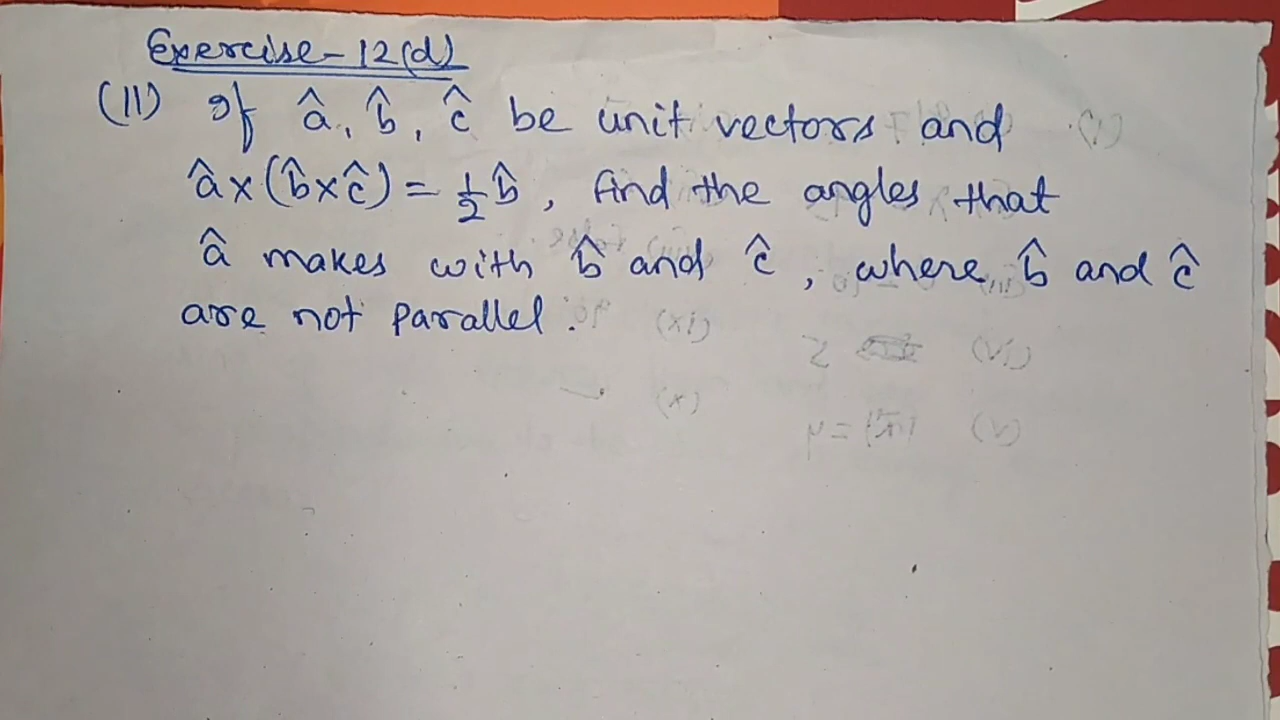 Exercise-12(d)
(11) If â, b̂, ĉ be unit vectors and
â×(b̂×ĉ) = 1/2 b̂, find the angles that
â makes with b̂ and ĉ, where b̂ and ĉ
are not parallel.